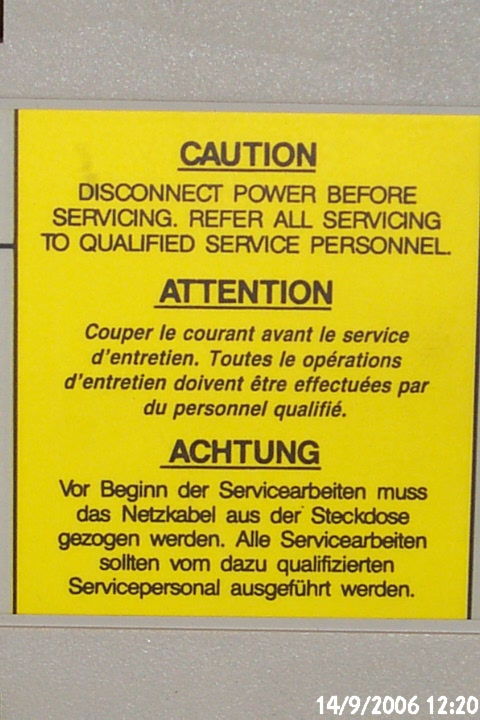 CAUTION
DISCONNECT POWER BEFORE
SERVICING. REFER ALL SERVICING
TO QUALIFIED SERVICE PERSONNEL.
ATTENTION
Couper le courant avant le service
d'entretien. Toutes le opérations
d'entretien doivent être effectuées par
du personnel qualifié.
ACHTUNG
Vor Beginn der Servicearbeiten muss
das Netzkabel aus der Steckdose
gezogen werden. Alle Servicearbeiten
sollten vom dazu qualifizierten
Servicepersonal ausgeführt werden.
14/9/2006 12:20